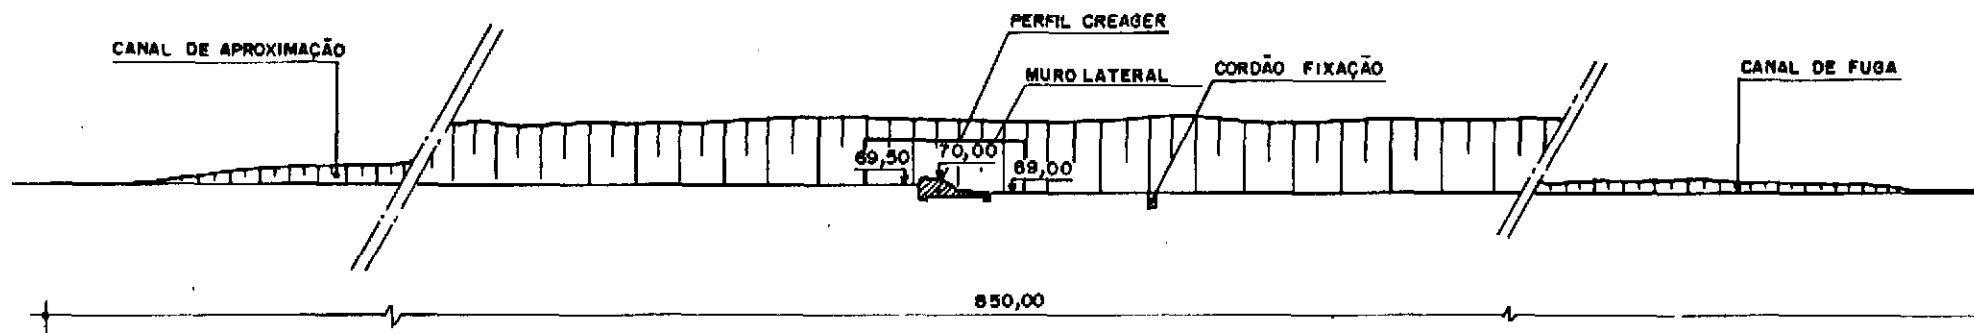 PERFIL CREAGER
CANAL DE APROXIMAÇÃO
MURO LATERAL
CORDÃO FIXAÇÃO
CANAL DE FUGA
69,50
70,00
69,00
850,00